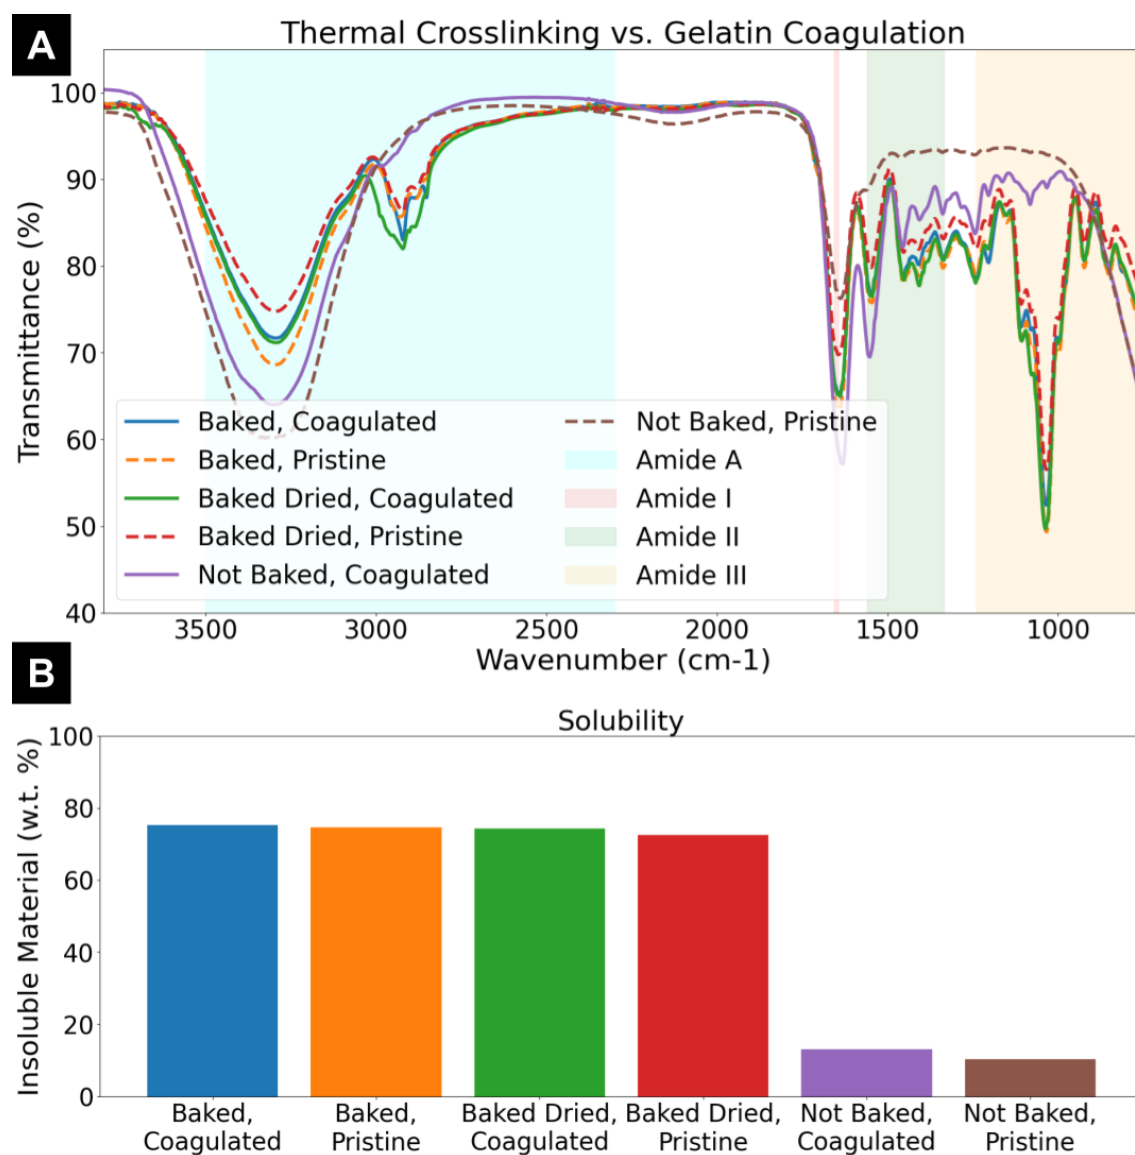 A
Thermal Crosslinking vs. Gelatin Coagulation
Transmittance (%)
100
90
80
70
60
50
40
Baked, Coagulated
Baked, Pristine
Baked Dried, Coagulated
Baked Dried, Pristine
Not Baked, Coagulated
Not Baked, Pristine
Amide A
Amide I
Amide II
Amide III
3500
3000
2500
2000
1500
1000
Wavenumber (cm-1)
B
Solubility
Insoluble Material (w.t. %)
100
80
60
40
20
0
Baked,
Coagulated
Baked,
Pristine
Baked Dried,
Coagulated
Baked Dried,
Pristine
Not Baked,
Coagulated
Not Baked,
Pristine